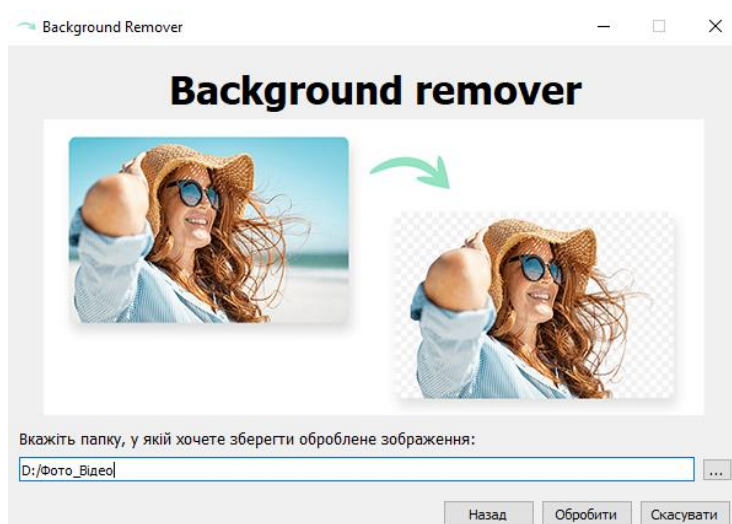 Background Remover
Background remover
Вкажіть папку, у якій хочете зберегти оброблене зображення:
D:/Фото_Відео
...
Назад Обробити Скасувати